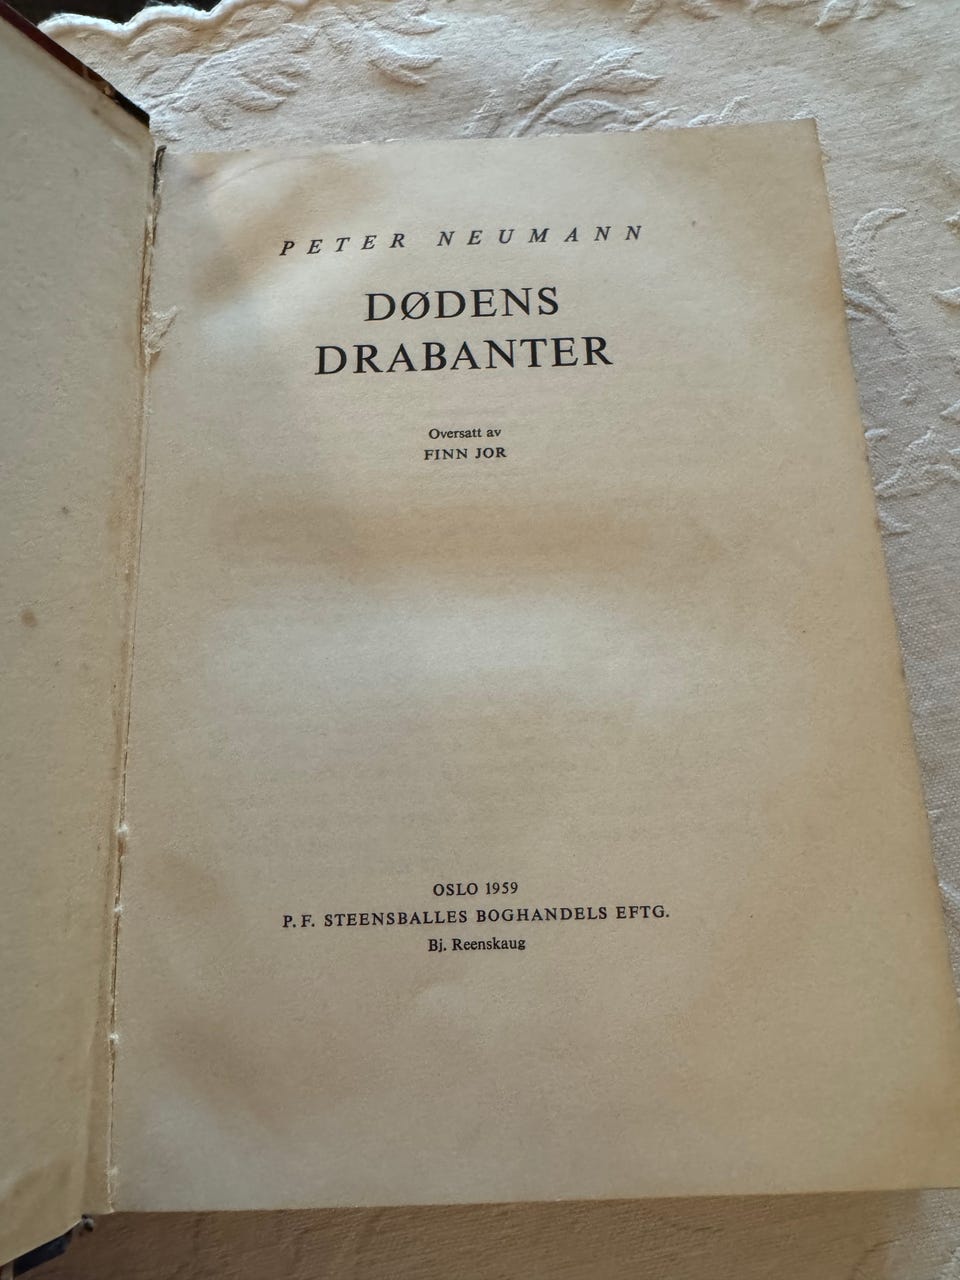 PETER NEUMANN
DØDENS
DRABANTER
Oversatt av
FINN JOR
OSLO 1959
P. F. STEENSBALLES BOGHANDELS EFTG.
Bj. Reenskaug